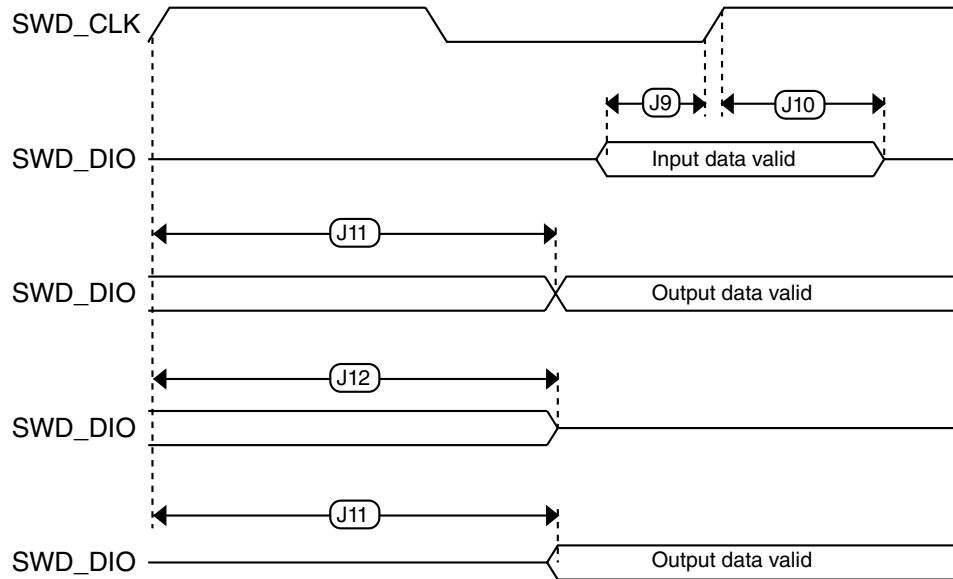 SWD_CLK
J9
J10
SWD_DIO
Input data valid
J11
SWD_DIO
Output data valid
J12
SWD_DIO
J11
SWD_DIO
Output data valid